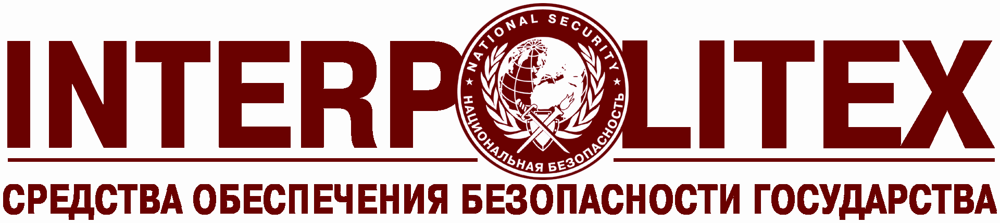 INTERPOLITEX
NATIONAL SECURITY
НАЦИОНАЛЬНАЯ БЕЗОПАСНОСТЬ
СРЕДСТВА ОБЕСПЕЧЕНИЯ БЕЗОПАСНОСТИ ГОСУДАРСТВА